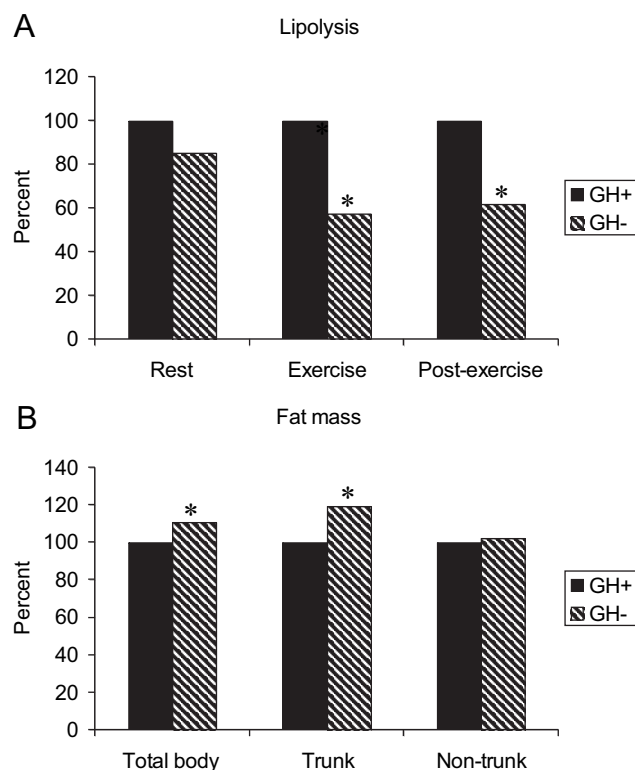 A
Lipolysis
120
100
80
60
40
20
0
Percent
*
*
*
GH+
GH-
Rest Exercise Post-exercise
B
Fat mass
140
120
100
80
60
40
20
0
Percent
*
*
GH+
GH-
Total body Trunk Non-trunk